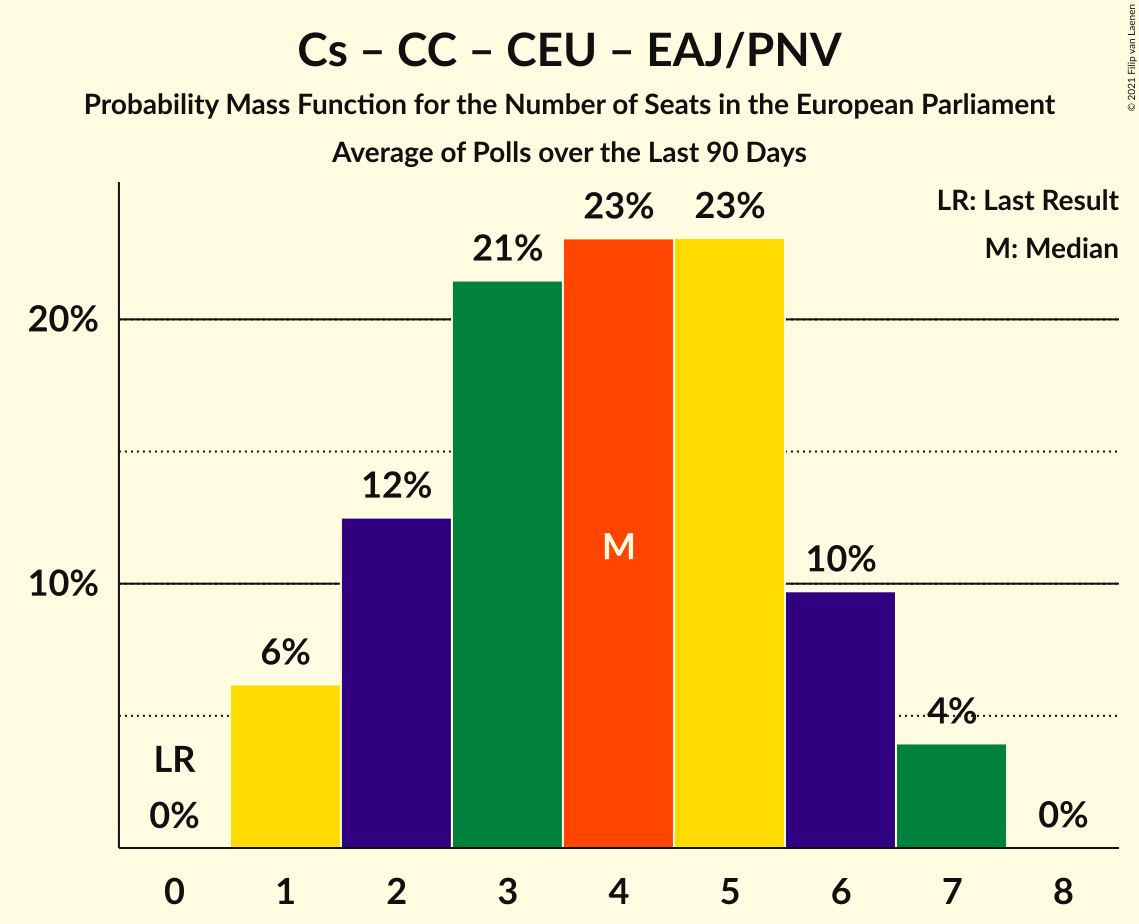 Cs – CC – CEU – EAJ/PNV
Probability Mass Function for the Number of Seats in the European Parliament
Average of Polls over the Last 90 Days
© 2021 Filip van Laenen
LR: Last Result
M: Median
23% 23%
21%
20%
12%
M
10%
10%
6%
4%
LR
0% 0%
0 1 2 3 4 5 6 7 8